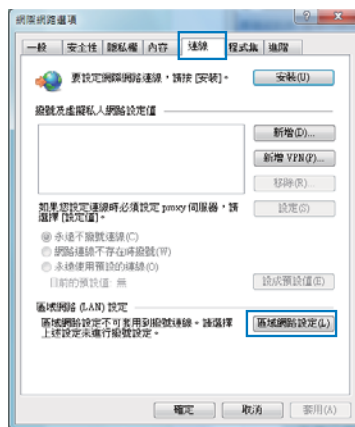 網際網路選項
一般 安全性 隱私權 內容 連線 程式集 進階
要設定網際網路連線，請按 [安裝]。 安裝(U)
撥號及虛擬私人網路設定值
新增(D)...
新增 VPN(P)...
移除(R)...
如果您設定連線時必須設定 proxy 伺服器，請 設定(S)
選擇 [設定值]。
永遠不撥號連線(C)
網路連線不存在時撥號(W)
永遠使用預設的連線(O)
目前的預設值: 無 設成預設值(E)
區域網路 (LAN) 設定
區域網路設定不可套用到撥號連線。請選擇 區域網路設定(L)
上述設定來進行撥號設定。
確定 取消 套用(A)